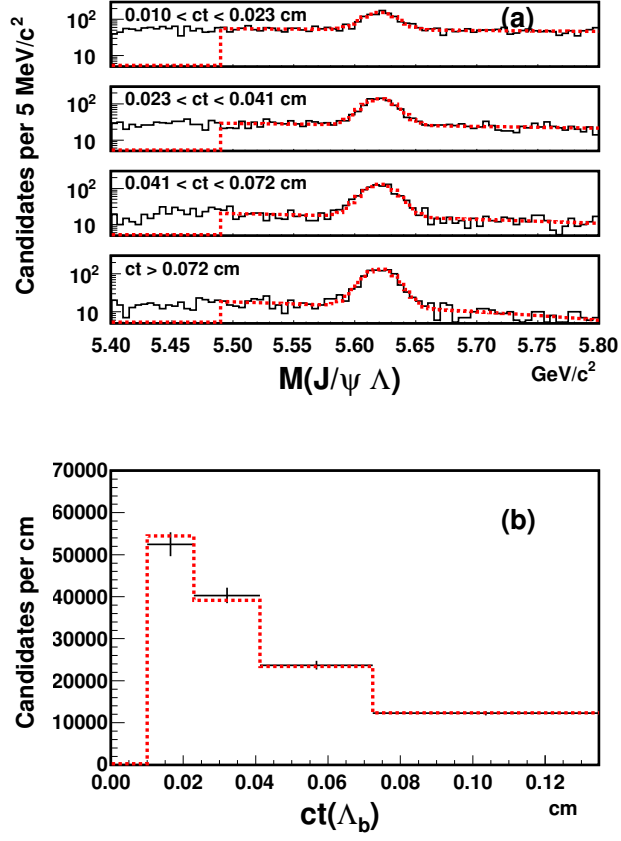 (a)
0.010 < ct < 0.023 cm
10²
10
0.023 < ct < 0.041 cm
10²
10
0.041 < ct < 0.072 cm
10²
10
ct > 0.072 cm
10²
10
Candidates per 5 MeV/c²
5.40 5.45 5.50 5.55 5.60 5.65 5.70 5.75 5.80
M(J/ψ Λ) GeV/c²
(b)
70000
60000
50000
40000
30000
20000
10000
0
Candidates per cm
0.00 0.02 0.04 0.06 0.08 0.10 0.12
ct(Λb) cm